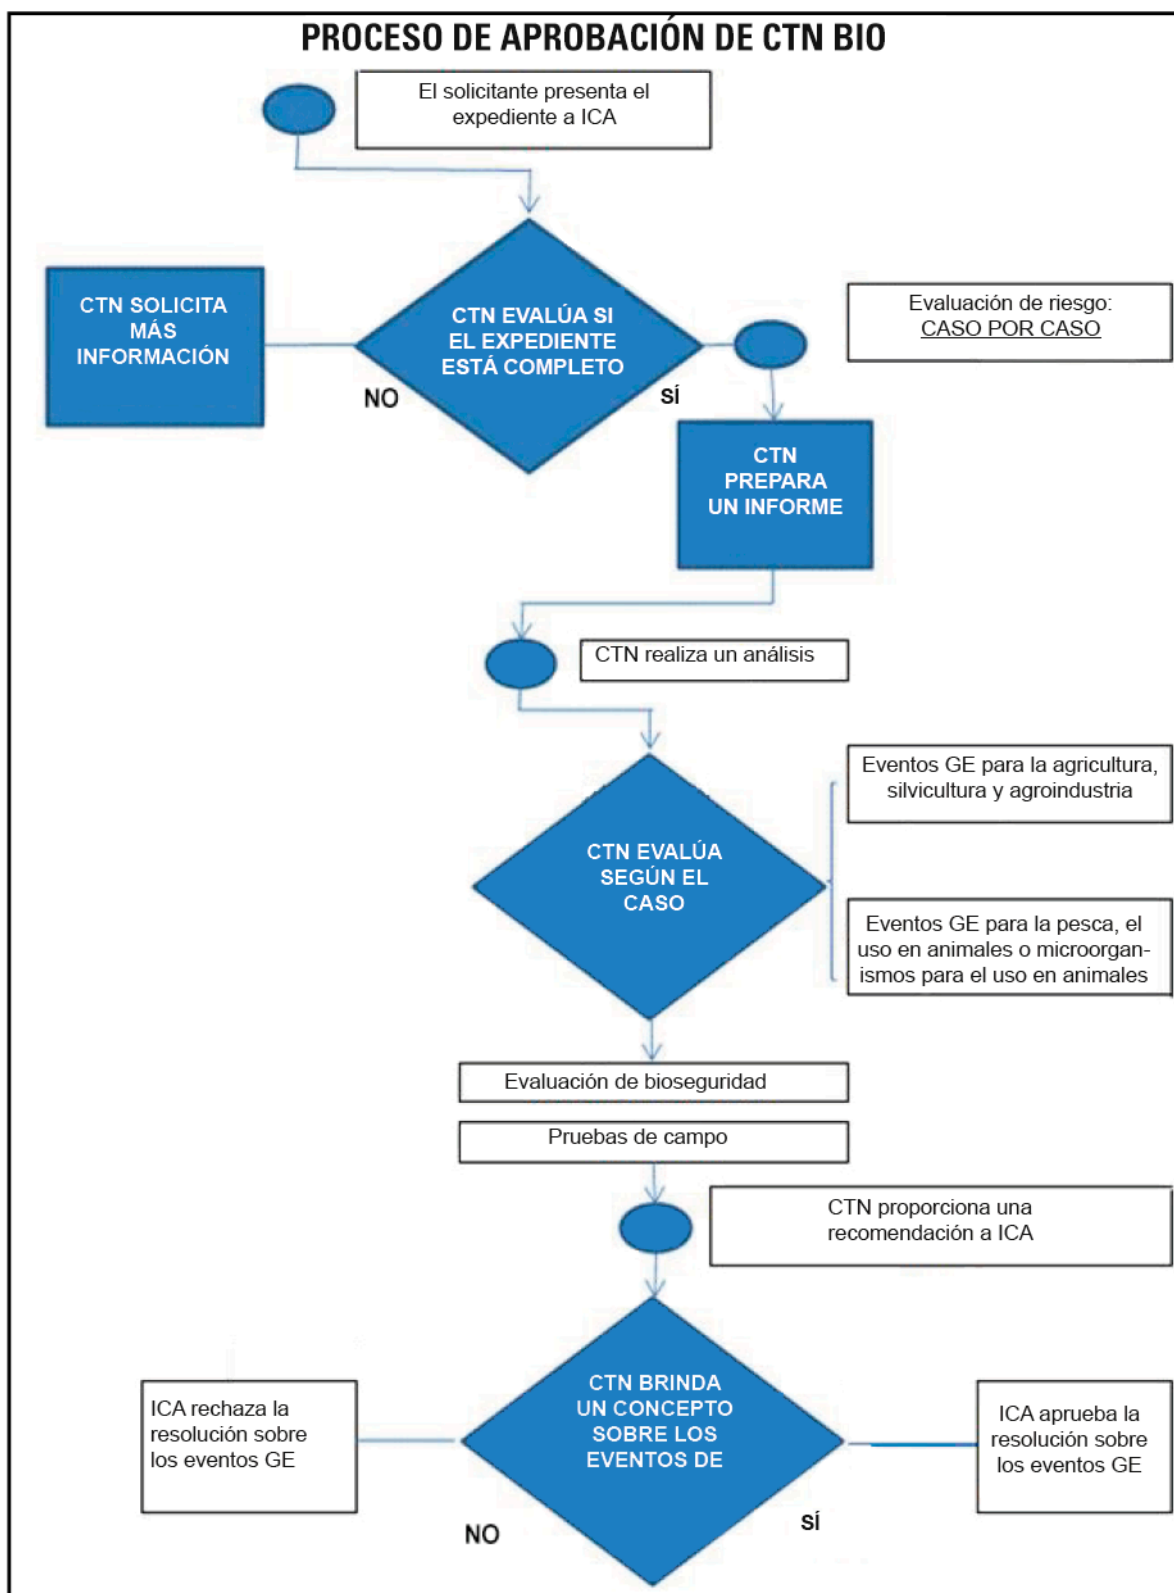 PROCESO DE APROBACIÓN DE CTN BIO
El solicitante presenta el
expediente a ICA
CTN SOLICITA
MÁS
INFORMACIÓN
CTN EVALÚA SI
EL EXPEDIENTE
ESTÁ COMPLETO
NO
SÍ
Evaluación de riesgo:
CASO POR CASO
CTN
PREPARA
UN INFORME
CTN realiza un análisis
CTN EVALÚA
SEGÚN EL
CASO
Eventos GE para la agricultura,
silvicultura y agroindustria
Eventos GE para la pesca, el
uso en animales o microorgan-
ismos para el uso en animales
Evaluación de bioseguridad
Pruebas de campo
CTN proporciona una
recomendación a ICA
CTN BRINDA
UN CONCEPTO
SOBRE LOS
EVENTOS DE
ICA rechaza la
resolución sobre
los eventos GE
NO
SÍ
ICA aprueba la
resolución sobre
los eventos GE